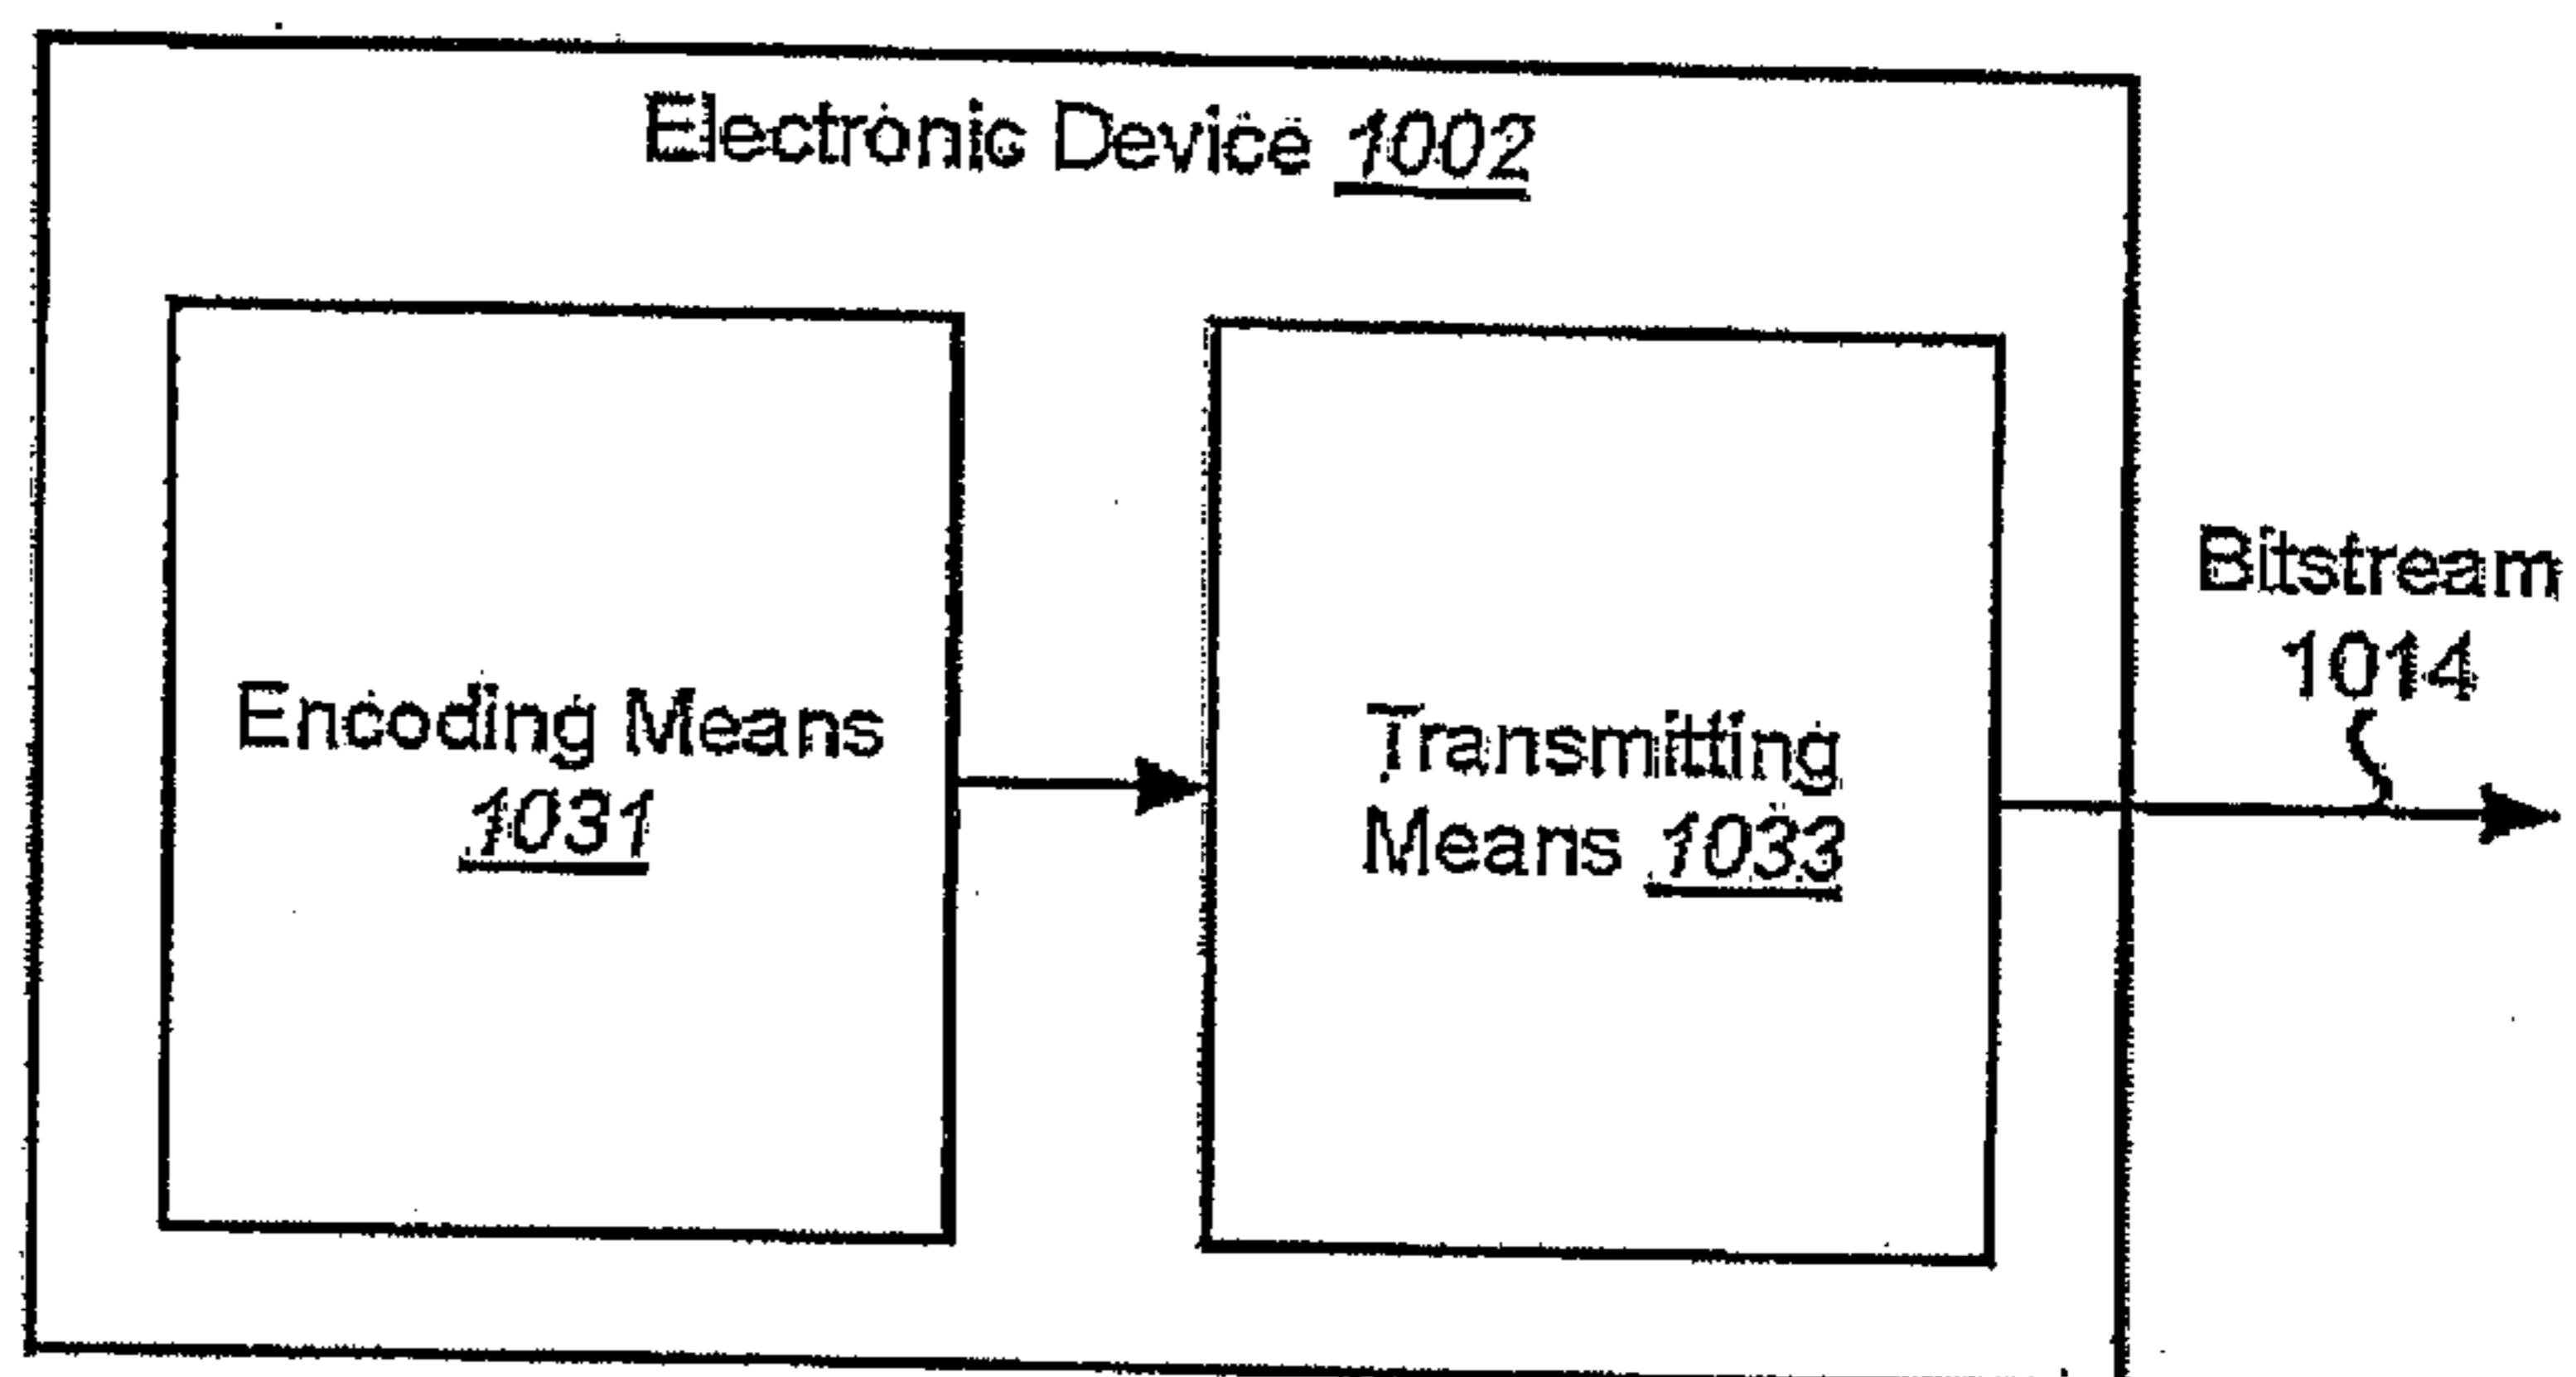 Electronic Device 1002
Encoding Means
1031
Transmitting
Means 1033
Bitstream
1014